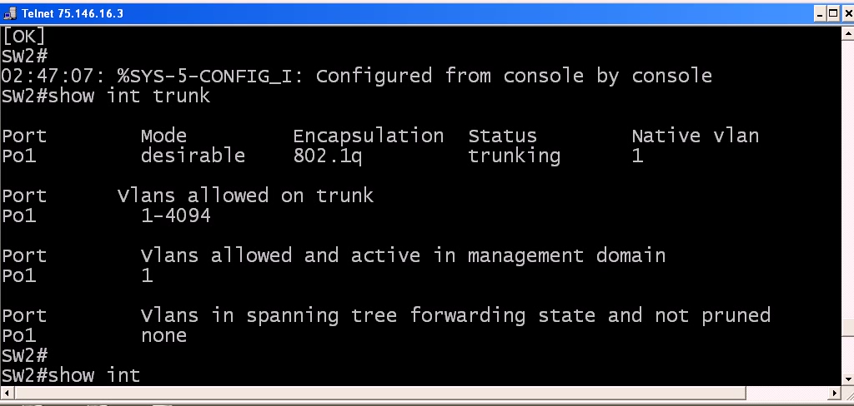 Telnet 75.146.16.3
[OK]
SW2#
02:47:07: %SYS-5-CONFIG_I: Configured from console by console
SW2#show int trunk
Port Mode Encapsulation Status Native vlan
Po1 desirable 802.1q trunking 1
Port Vlans allowed on trunk
Po1 1-4094
Port Vlans allowed and active in management domain
Po1 1
Port Vlans in spanning tree forwarding state and not pruned
Po1 none
SW2#
SW2#show int